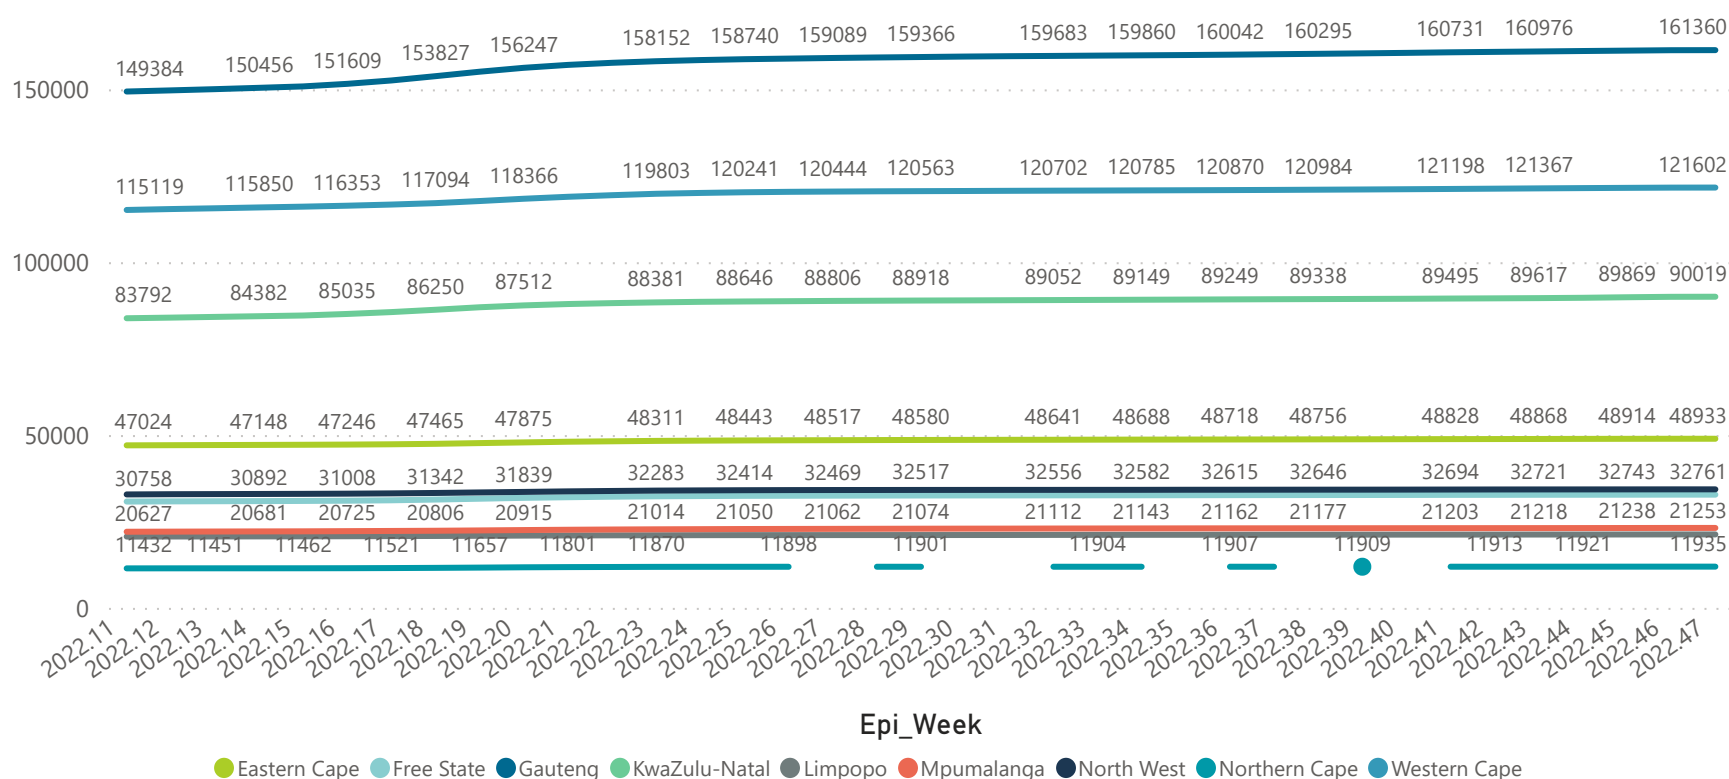 149384 150456 151609 153827 156247 158152 158740 159089 159366 159683 159860 160042 160295 160731 160976 161360
150000
115119 115850 116353 117094 118366 119803 120241 120444 120563 120702 120785 120870 120984 121198 121367 121602
100000
83792 84382 85035 86250 87512 88381 88646 88806 88918 89052 89149 89249 89338 89495 89617 89869 90019
47024 47148 47246 47465 47875 48311 48443 48517 48580 48641 48688 48718 48756 48828 48868 48914 48933
50000
30758 30892 31008 31342 31839 32283 32414 32469 32517 32556 32582 32615 32646 32694 32721 32743 32761
20627 20681 20725 20806 20915 21014 21050 21062 21074 21112 21143 21162 21177 21203 21218 21238 21253
11432 11451 11462 11521 11657 11801 11870 11898 11901 11904 11907 11909 11913 11921 11935
0
2022.11 2022.12 2022.13 2022.14 2022.15 2022.16 2022.17 2022.18 2022.19 2022.20 2022.21 2022.22 2022.23 2022.24 2022.25 2022.26 2022.27 2022.28 2022.29 2022.30 2022.31 2022.32 2022.33 2022.34 2022.35 2022.36 2022.37 2022.38 2022.39 2022.40 2022.41 2022.42 2022.43 2022.44 2022.45 2022.46 2022.47
Epi_Week
Eastern Cape Free State Gauteng KwaZulu-Natal Limpopo Mpumalanga North West Northern Cape Western Cape